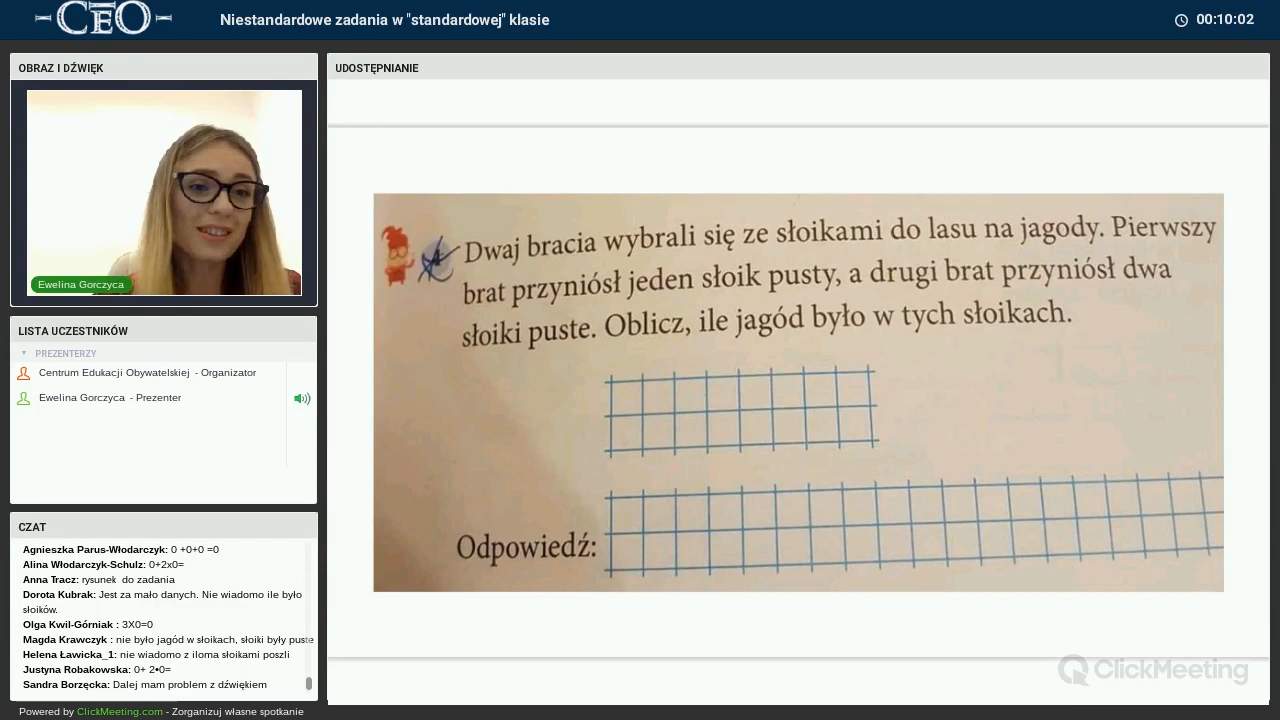 CEO
Niestandardowe zadania w "standardowej" klasie
00:10:02
OBRAZ I DŹWIĘK
Ewelina Gorczyca
LISTA UCZESTNIKÓW
PREZENTERZY
Centrum Edukacji Obywatelskiej - Organizator
Ewelina Gorczyca - Prezenter
CZAT
Agnieszka Parus-Włodarczyk: 0 +0+0 =0
Alina Włodarczyk-Schulz: 0+2x0=
Anna Tracz: rysunek do zadania
Dorota Kubrak: Jest za mało danych. Nie wiadomo ile było
słoików.
Olga Kwil-Górniak : 3X0=0
Magda Krawczyk : nie było jagód w słoikach, słoiki były puste
Helena Ławicka_1: nie wiadomo z iloma słoikami poszli
Justyna Robakowska: 0+ 2•0=
Sandra Borzęcka: Dalej mam problem z dźwiękiem
Powered by ClickMeeting.com - Zorganizuj własne spotkanie
UDOSTĘPNIANIE
Dwaj bracia wybrali się ze słoikami do lasu na jagody. Pierwszy
brat przyniósł jeden słoik pusty, a drugi brat przyniósł dwa
słoiki puste. Oblicz, ile jagód było w tych słoikach.
Odpowiedź:
ClickMeeting